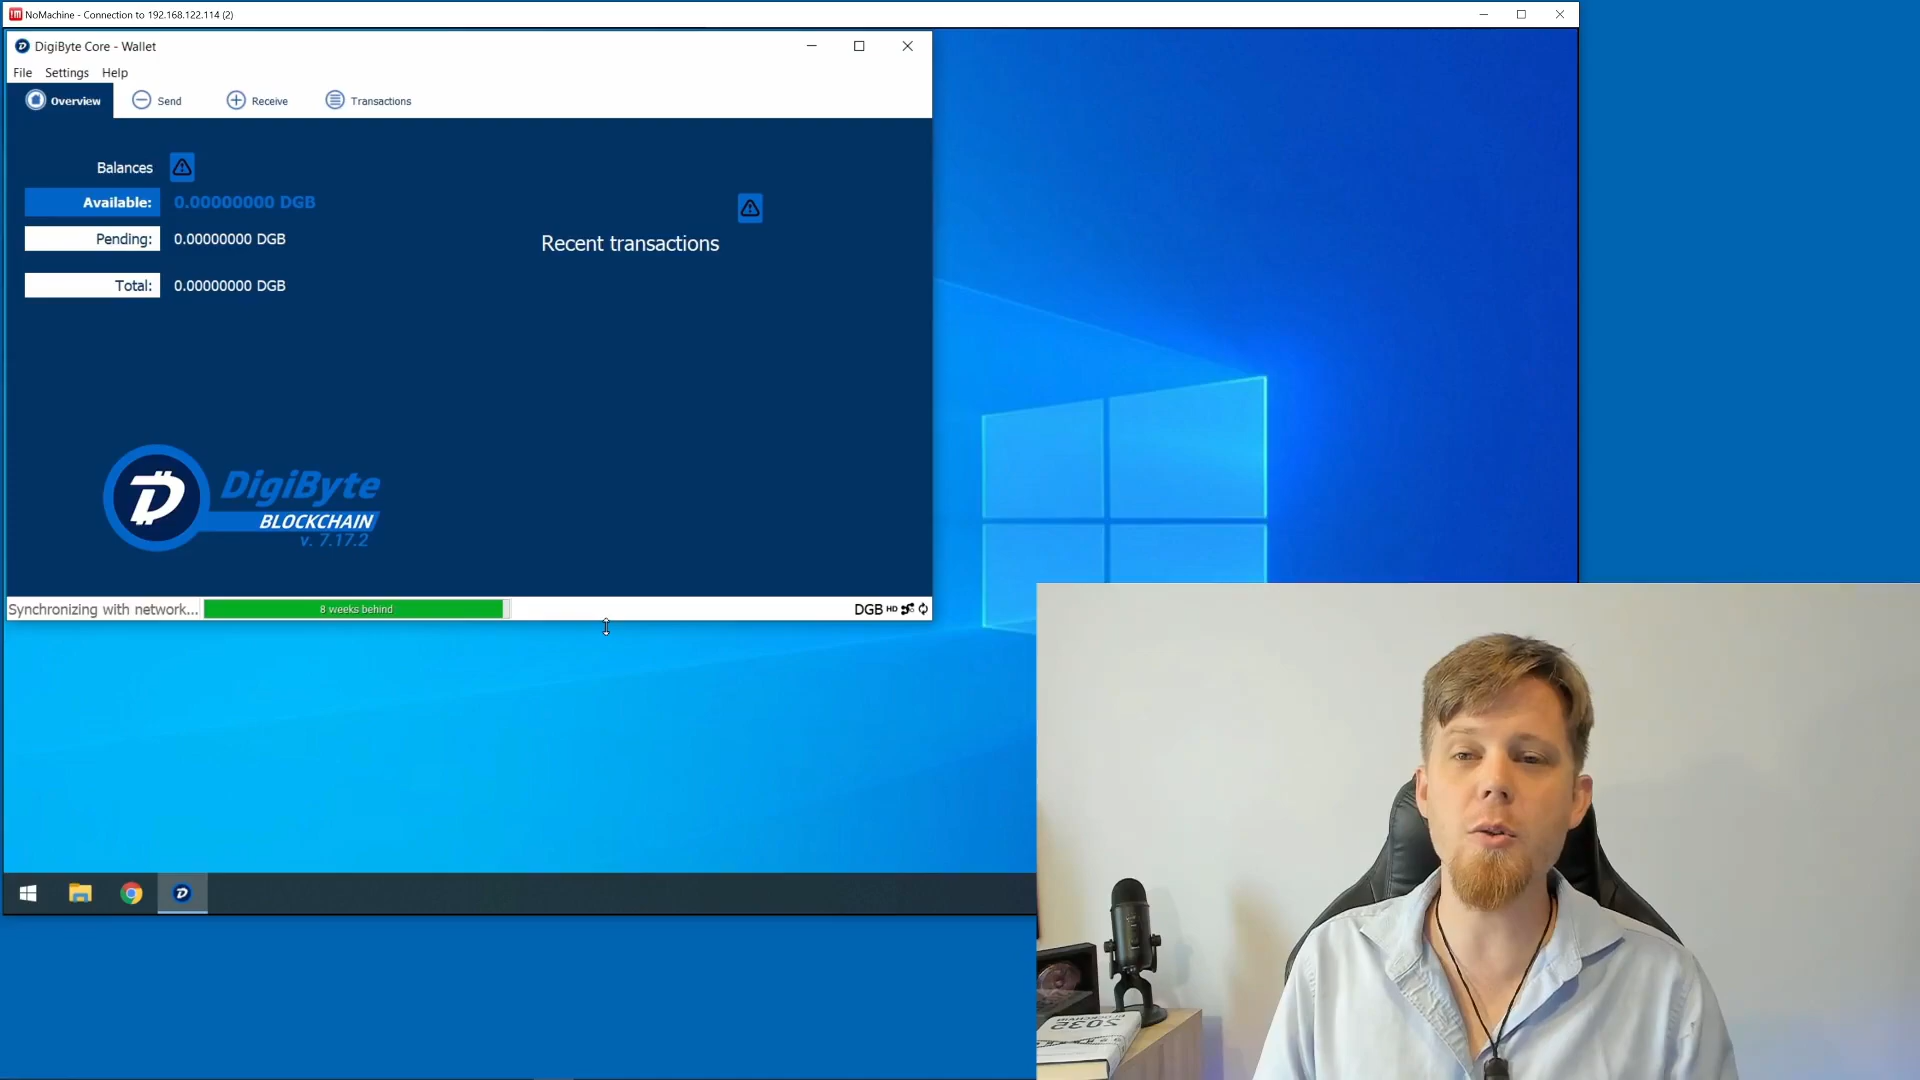 NoMachine - Connection to 192.168.122.114 (2)
DigiByte Core - Wallet
File Settings Help
Overview Send Receive Transactions
Balances
Available: 0.00000000 DGB
Pending: 0.00000000 DGB
Recent transactions
Total: 0.00000000 DGB
DigiByte
BLOCKCHAIN
v. 7.17.2
Synchronizing with network... 8 weeks behind DGB HD
2035